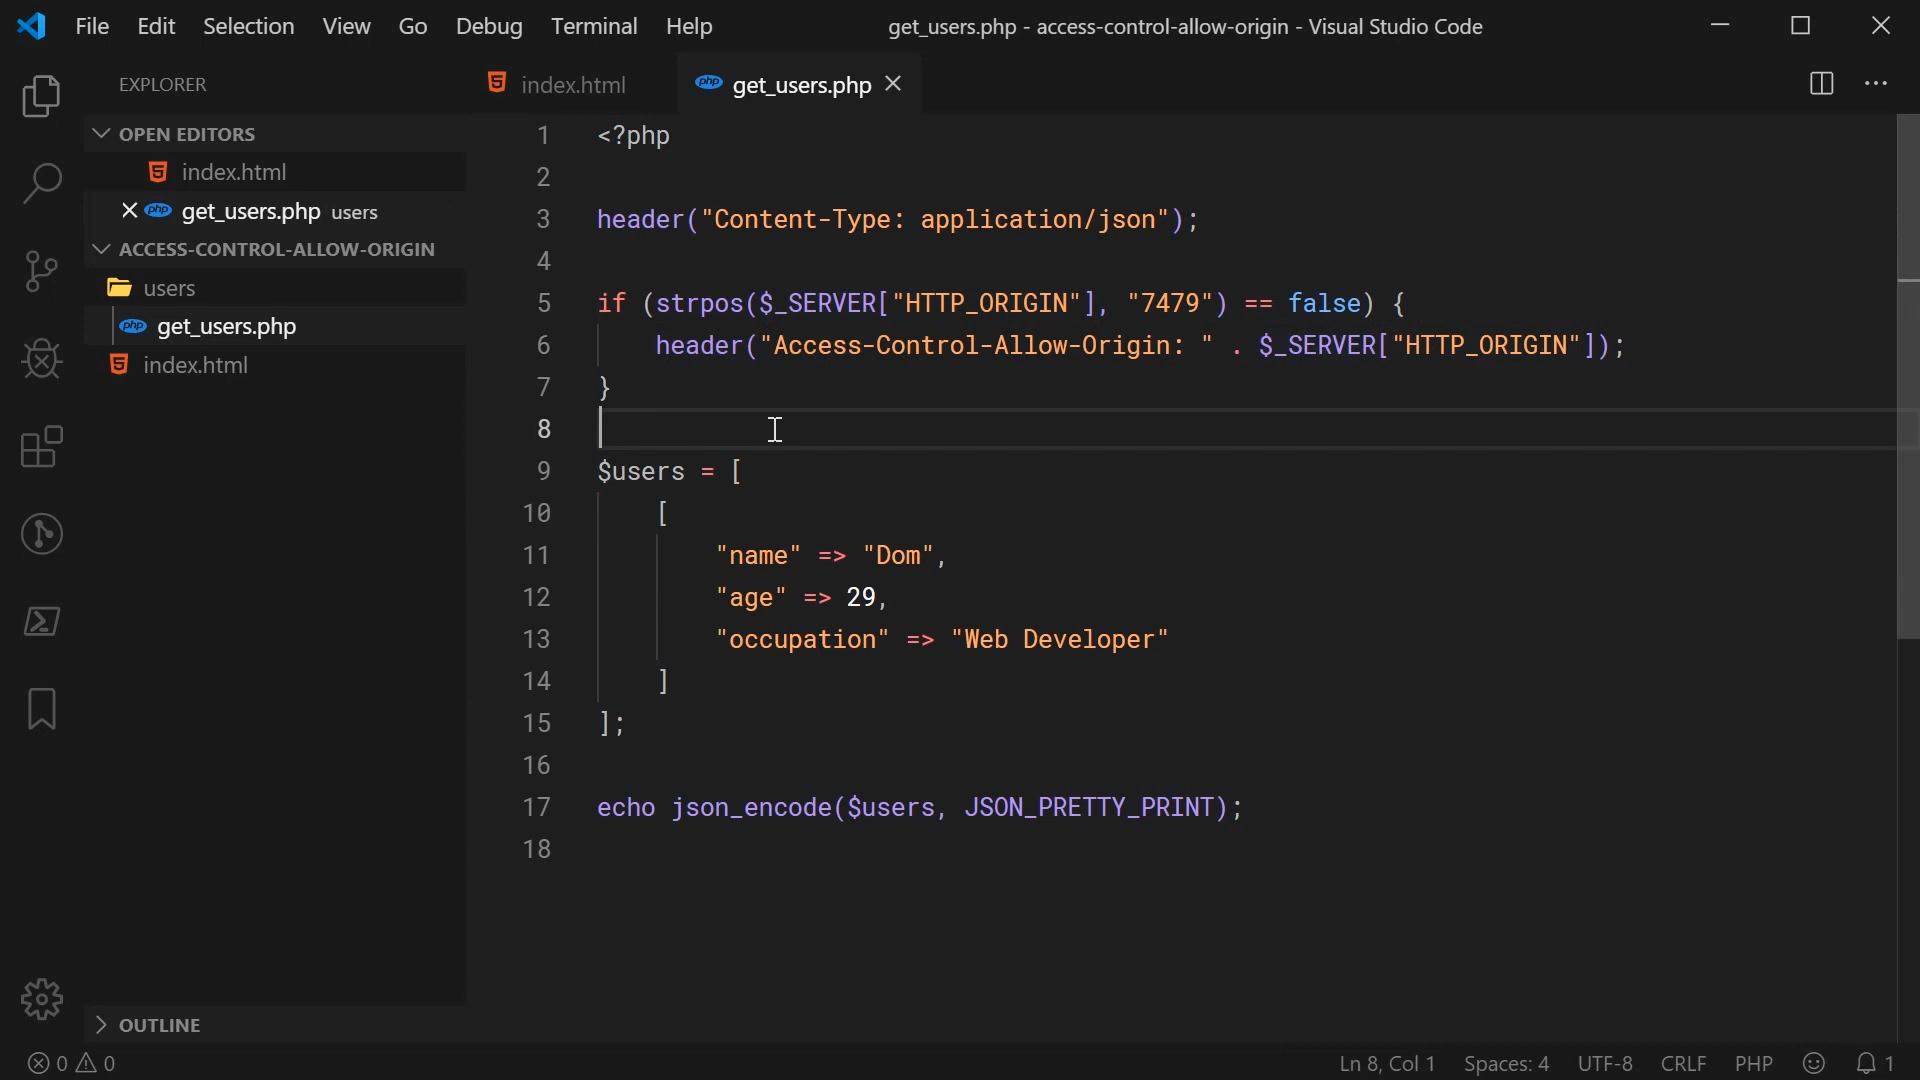 File Edit Selection View Go Debug Terminal Help get_users.php - access-control-allow-origin - Visual Studio Code
EXPLORER
OPEN EDITORS
index.html
get_users.php users
ACCESS-CONTROL-ALLOW-ORIGIN
users
php get_users.php
index.html
OUTLINE
index.html php get_users.php
1 <?php
2
3 header("Content-Type: application/json");
4
5 if (strpos($_SERVER["HTTP_ORIGIN"], "7479") == false) {
6     header("Access-Control-Allow-Origin: " . $_SERVER["HTTP_ORIGIN"]);
7 }
8
9 $users = [
10     [
11         "name" => "Dom",
12         "age" => 29,
13         "occupation" => "Web Developer"
14     ]
15 ];
16
17 echo json_encode($users, JSON_PRETTY_PRINT);
18
0 0 Ln 8, Col 1 Spaces: 4 UTF-8 CRLF PHP 1